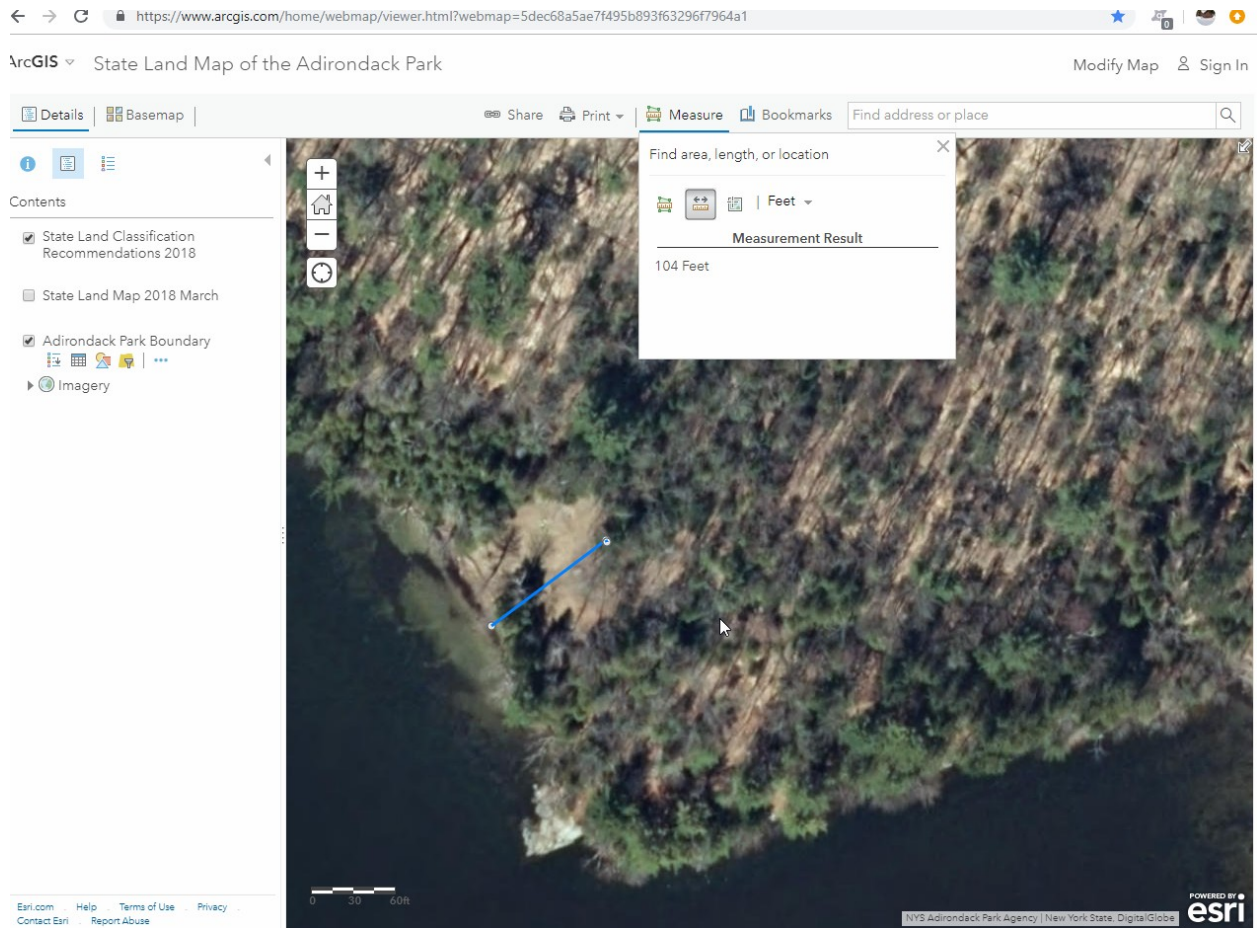 https://www.arcgis.com/home/webmap/viewer.html?webmap=5dec68a5ae7f495b893f63296f7964a1
0
ArcGIS State Land Map of the Adirondack Park
Modify Map Sign In
Details Basemap Share Print Measure Bookmarks Find address or place
Find area, length, or location
Contents
Feet
State Land Classification
Recommendations 2018
Measurement Result
104 Feet
State Land Map 2018 March
Adirondack Park Boundary
Imagery
0 30 60ft
Esri.com Help Terms of Use Privacy
Contact Esri Report Abuse
NYS Adirondack Park Agency | New York State, DigitalGlobe
POWERED BY
esri